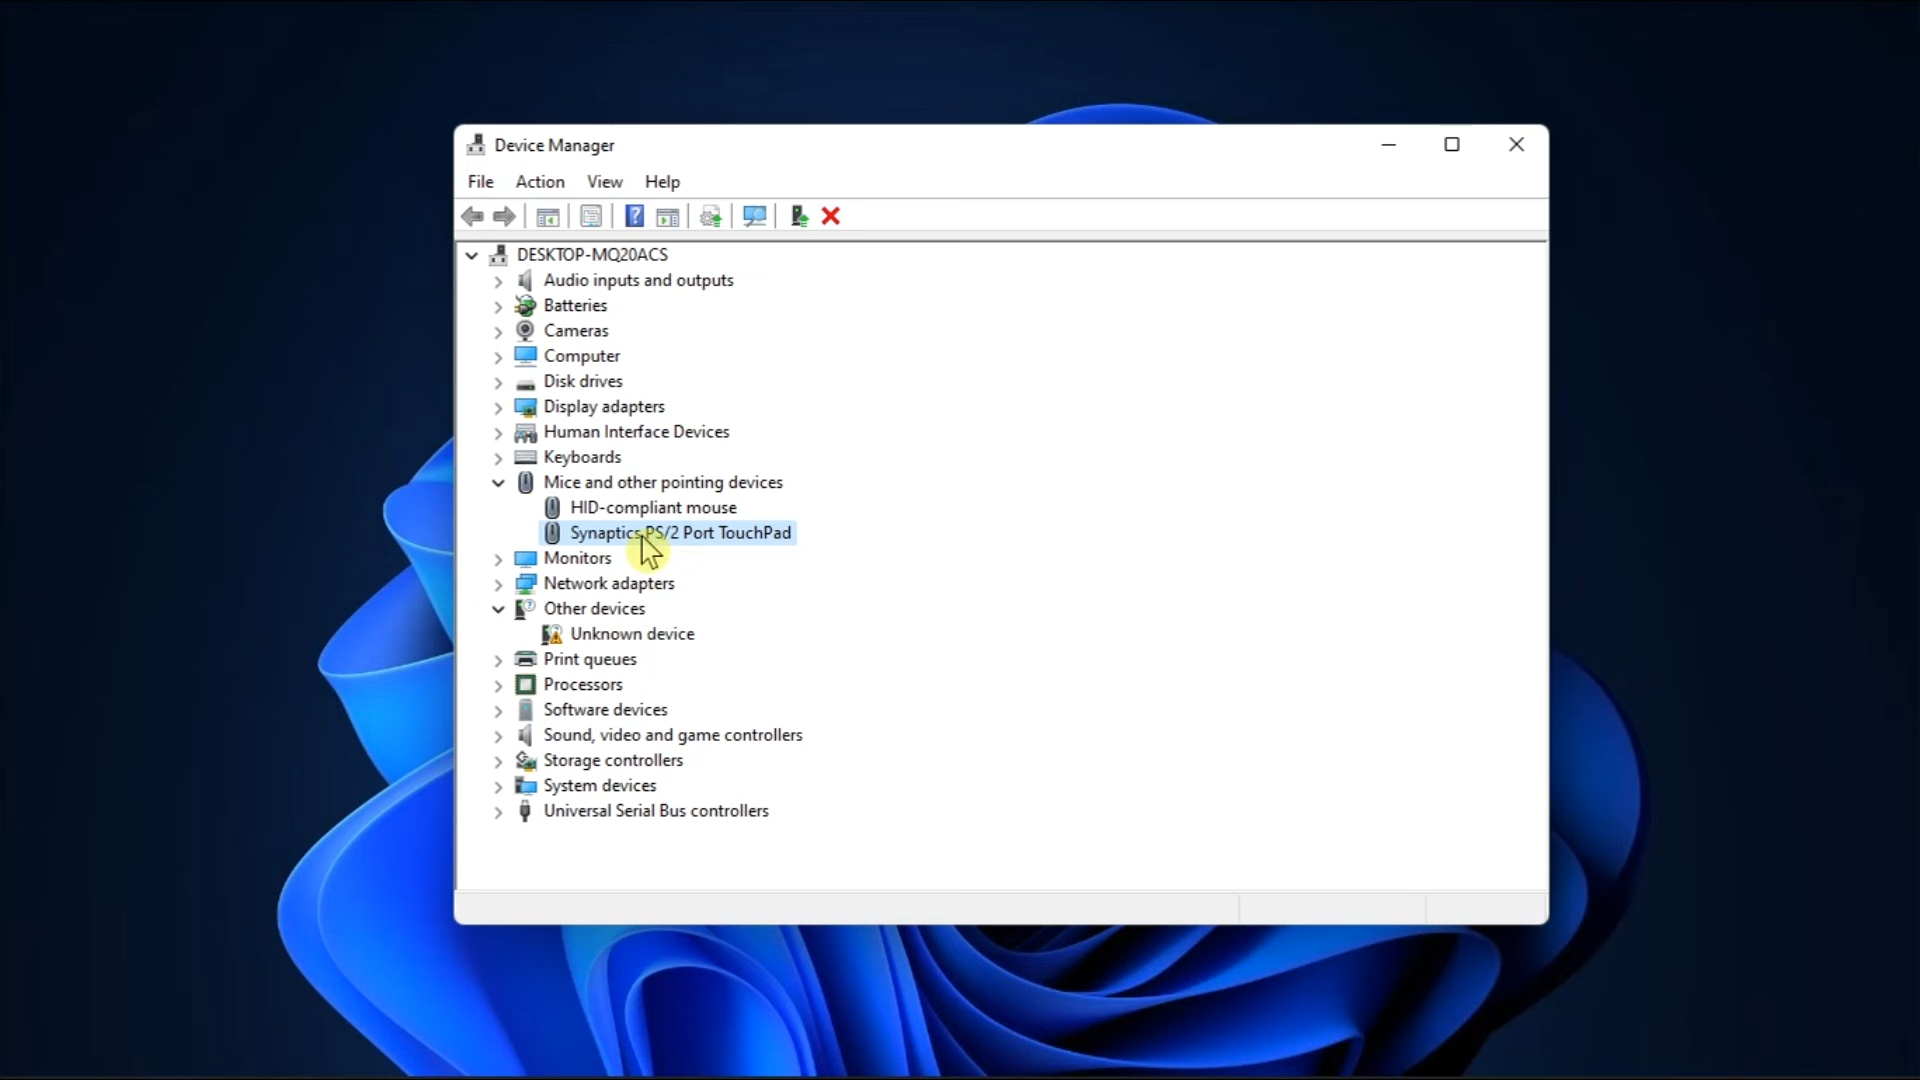 Device Manager
File Action View Help
DESKTOP-MQ20ACS
Audio inputs and outputs
Batteries
Cameras
Computer
Disk drives
Display adapters
Human Interface Devices
Keyboards
Mice and other pointing devices
HID-compliant mouse
Synaptics PS/2 Port TouchPad
Monitors
Network adapters
Other devices
Unknown device
Print queues
Processors
Software devices
Sound, video and game controllers
Storage controllers
System devices
Universal Serial Bus controllers